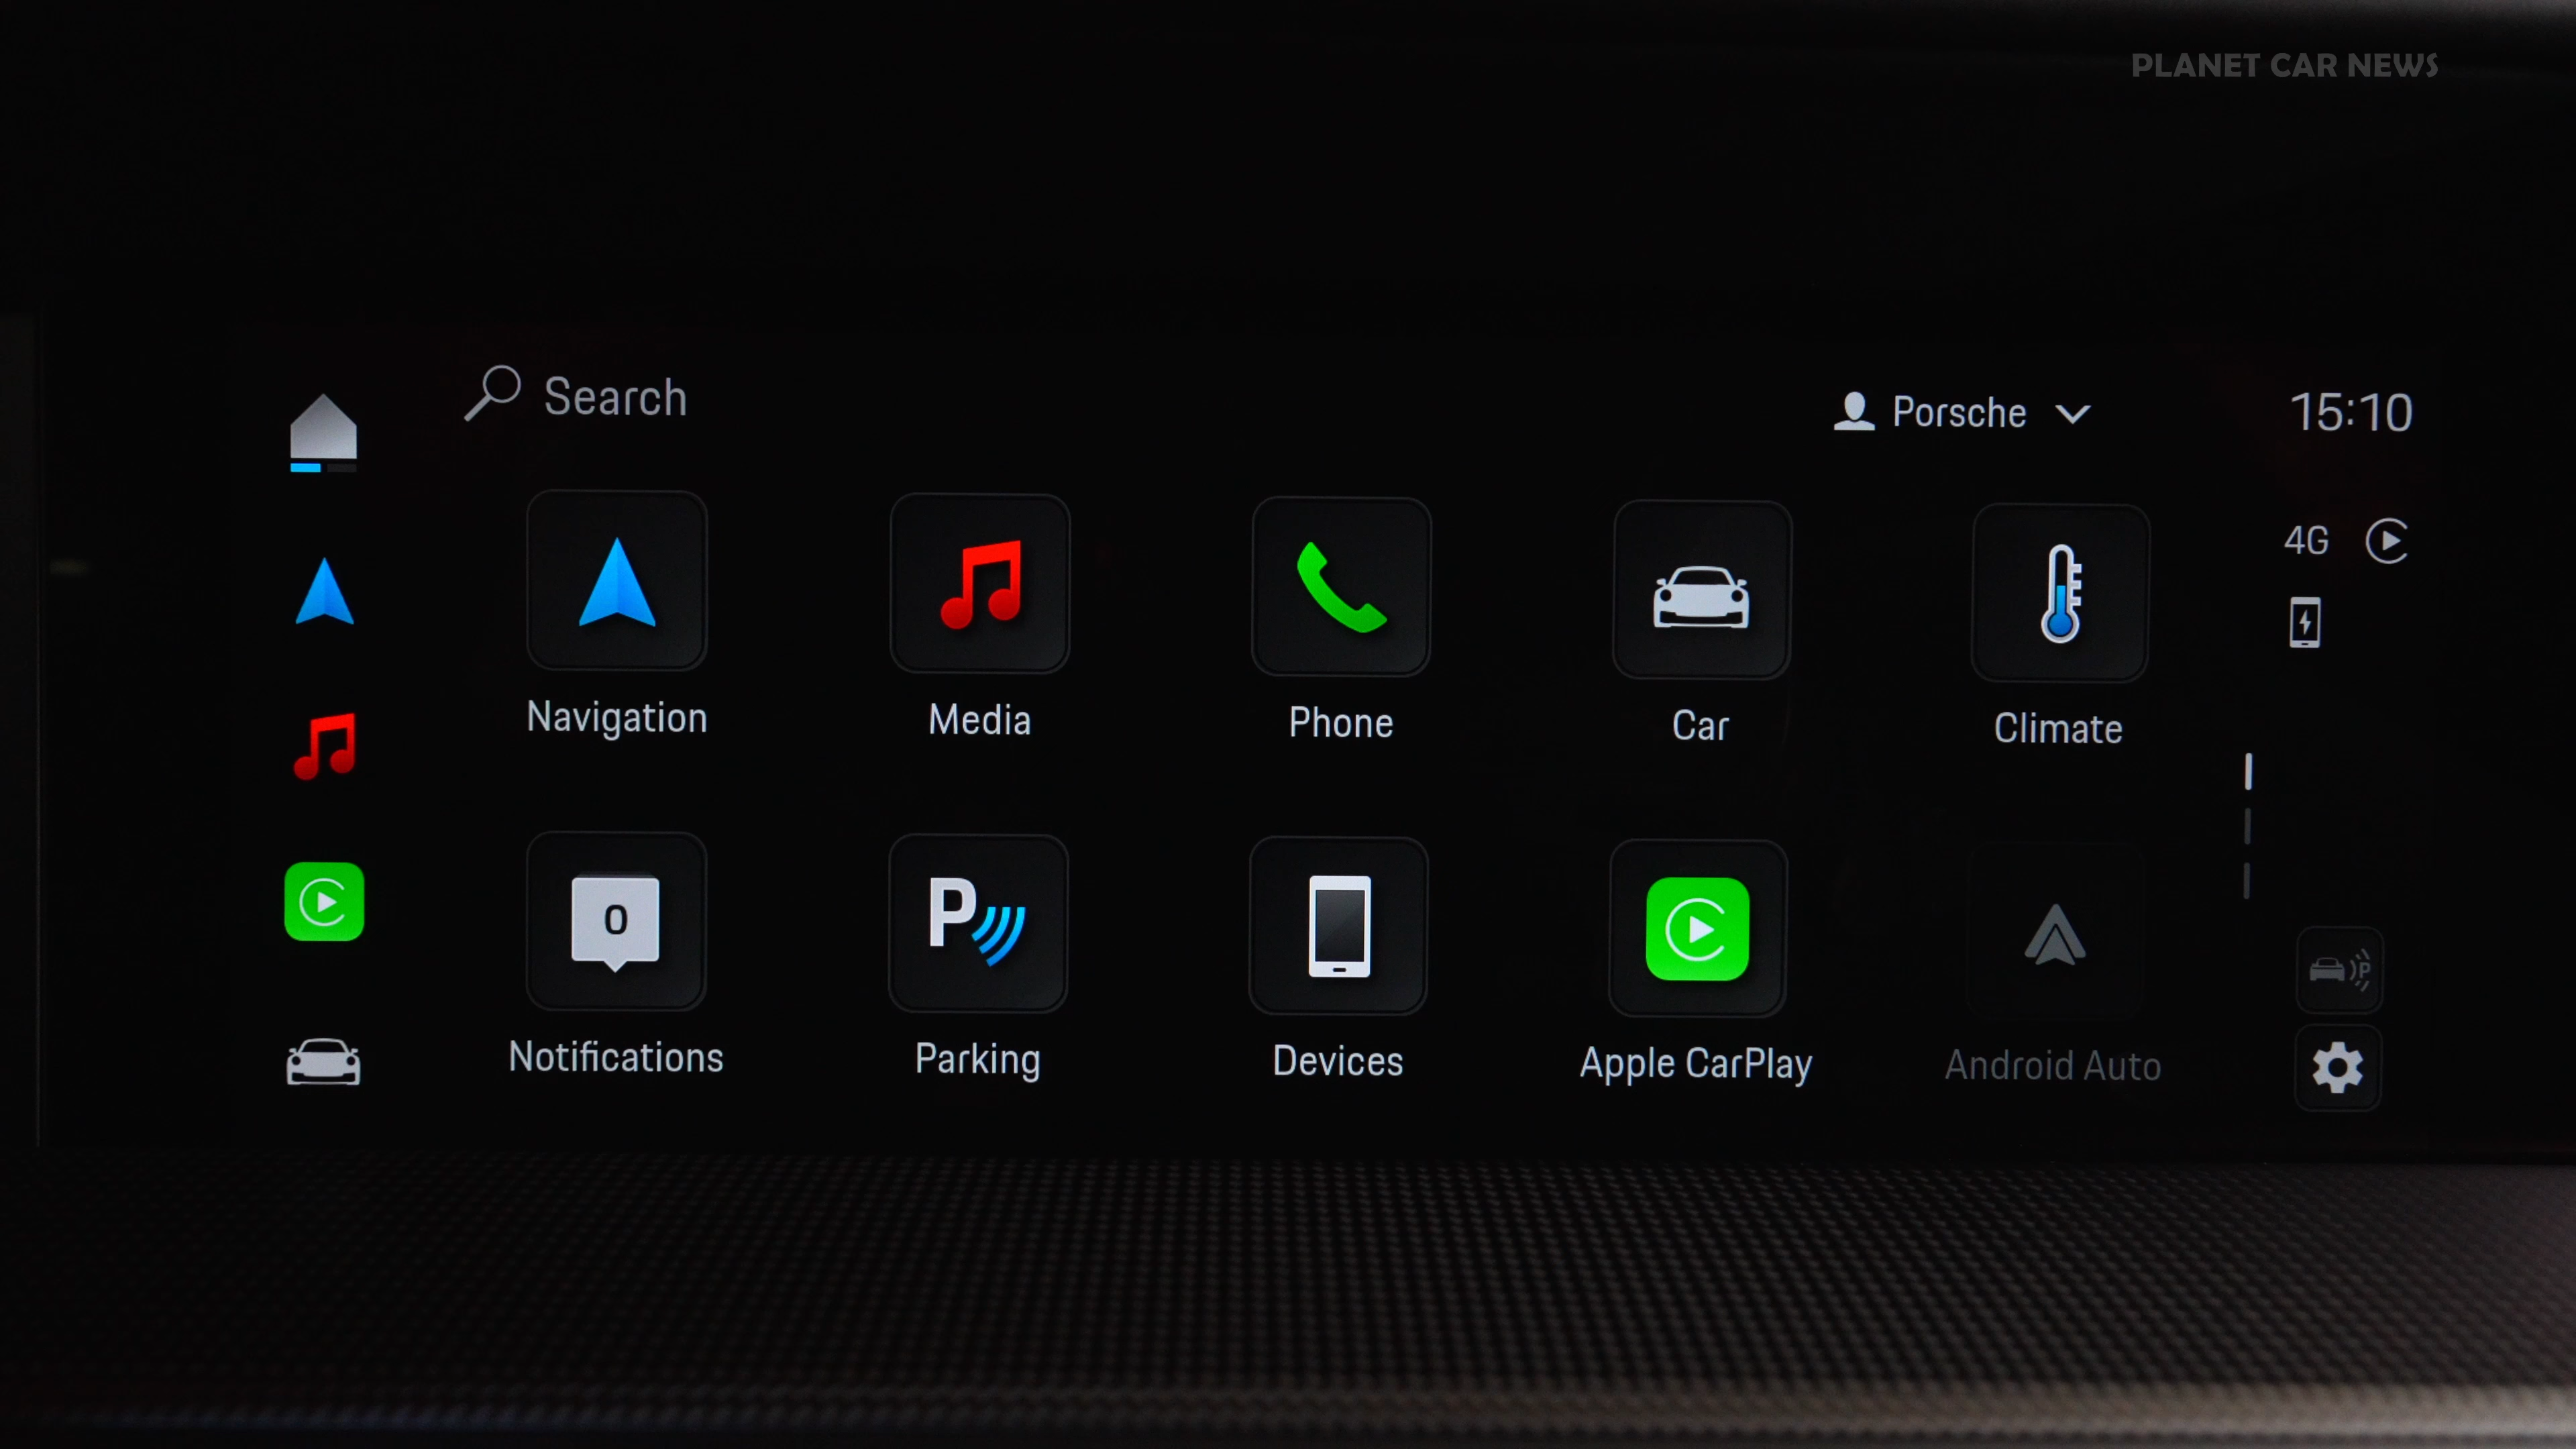 PLANET CAR NEWS
Search
Porsche
15:10
4G
Navigation
Media
Phone
Car
Climate
0
P
P
Notifications
Parking
Devices
Apple CarPlay
Android Auto